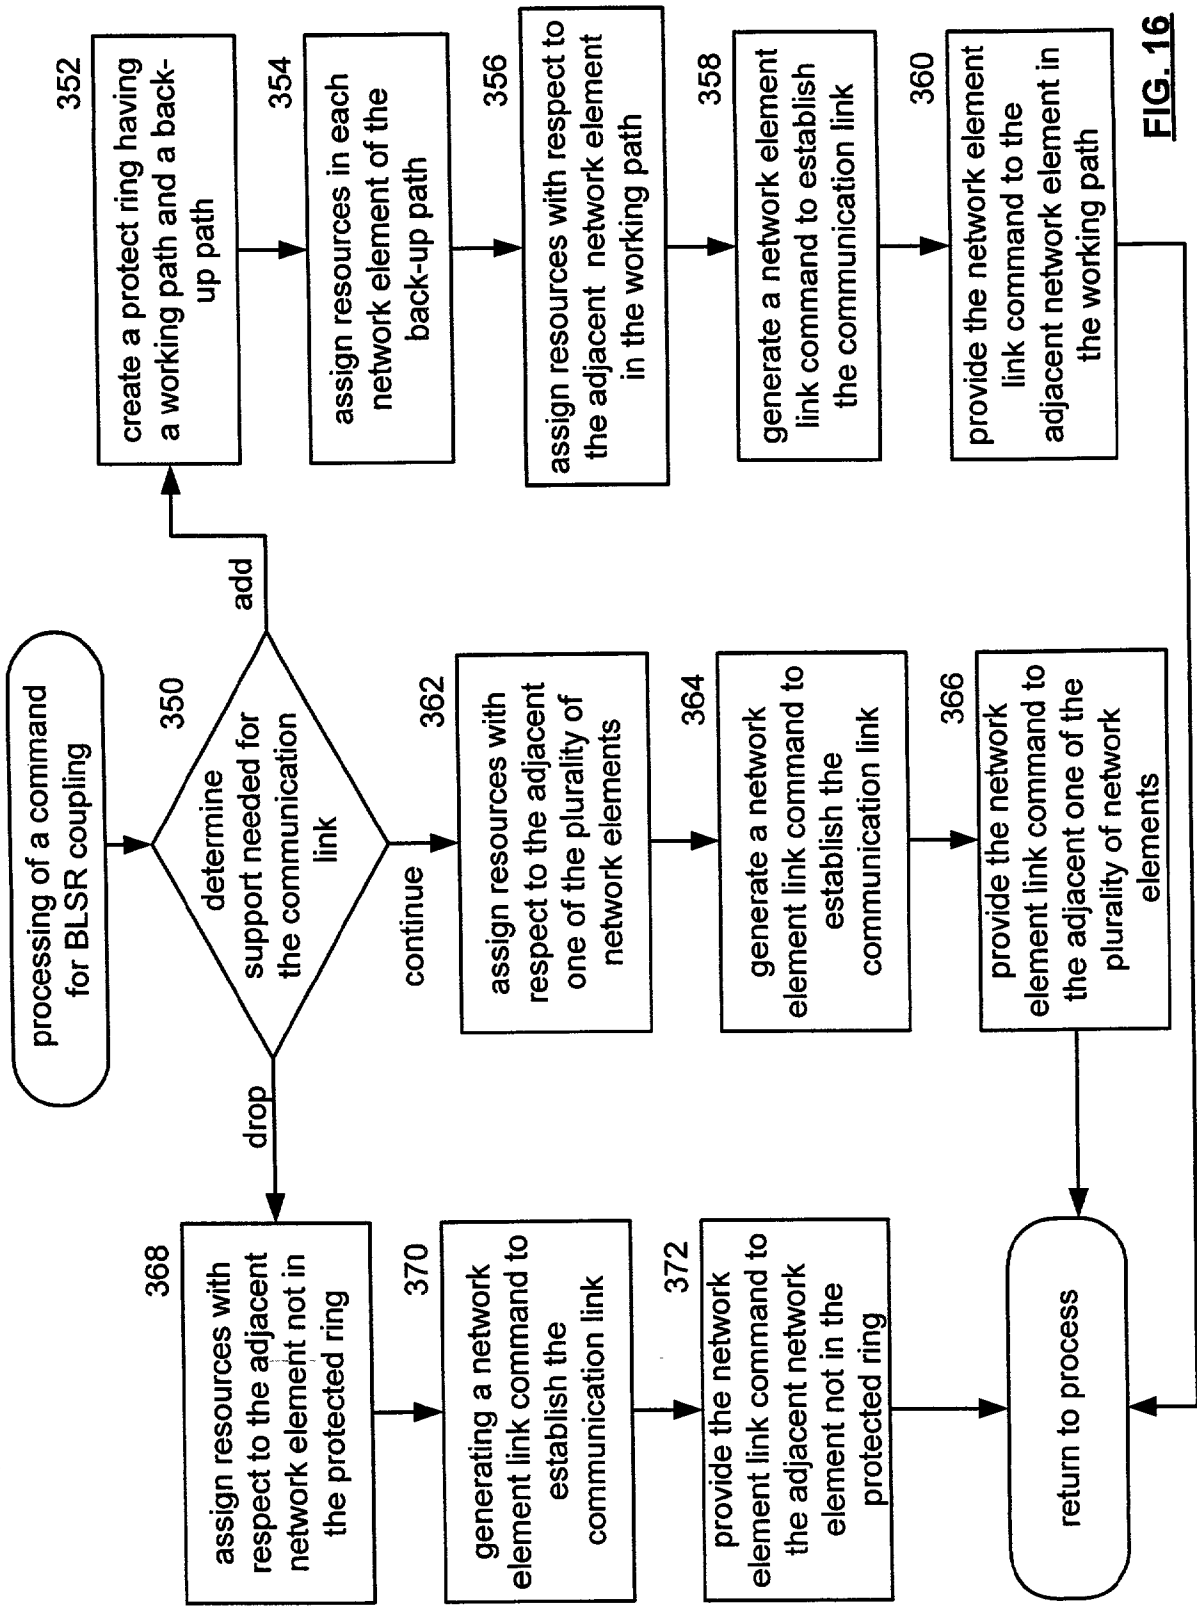 processing of a command
for BLSR coupling
350
determine
support needed for
the communication
link
add
continue
drop
352
create a protect ring having
a working path and a back-
up path
354
assign resources in each
network element of the
back-up path
356
assign resources with respect to
the adjacent network element
in the working path
358
generate a network element
link command to establish
the communication link
360
provide the network element
link command to the
adjacent network element in
the working path
362
assign resources with
respect to the adjacent
one of the plurality of
network elements
364
generate a network
element link command to
establish the
communication link
366
provide the network
element link command to
the adjacent one of the
plurality of network
elements
368
assign resources with
respect to the adjacent
network element not in
the protected ring
370
generating a network
element link command to
establish the
communication link
372
provide the network
element link command to
the adjacent network
element not in the
protected ring
return to process
FIG. 16